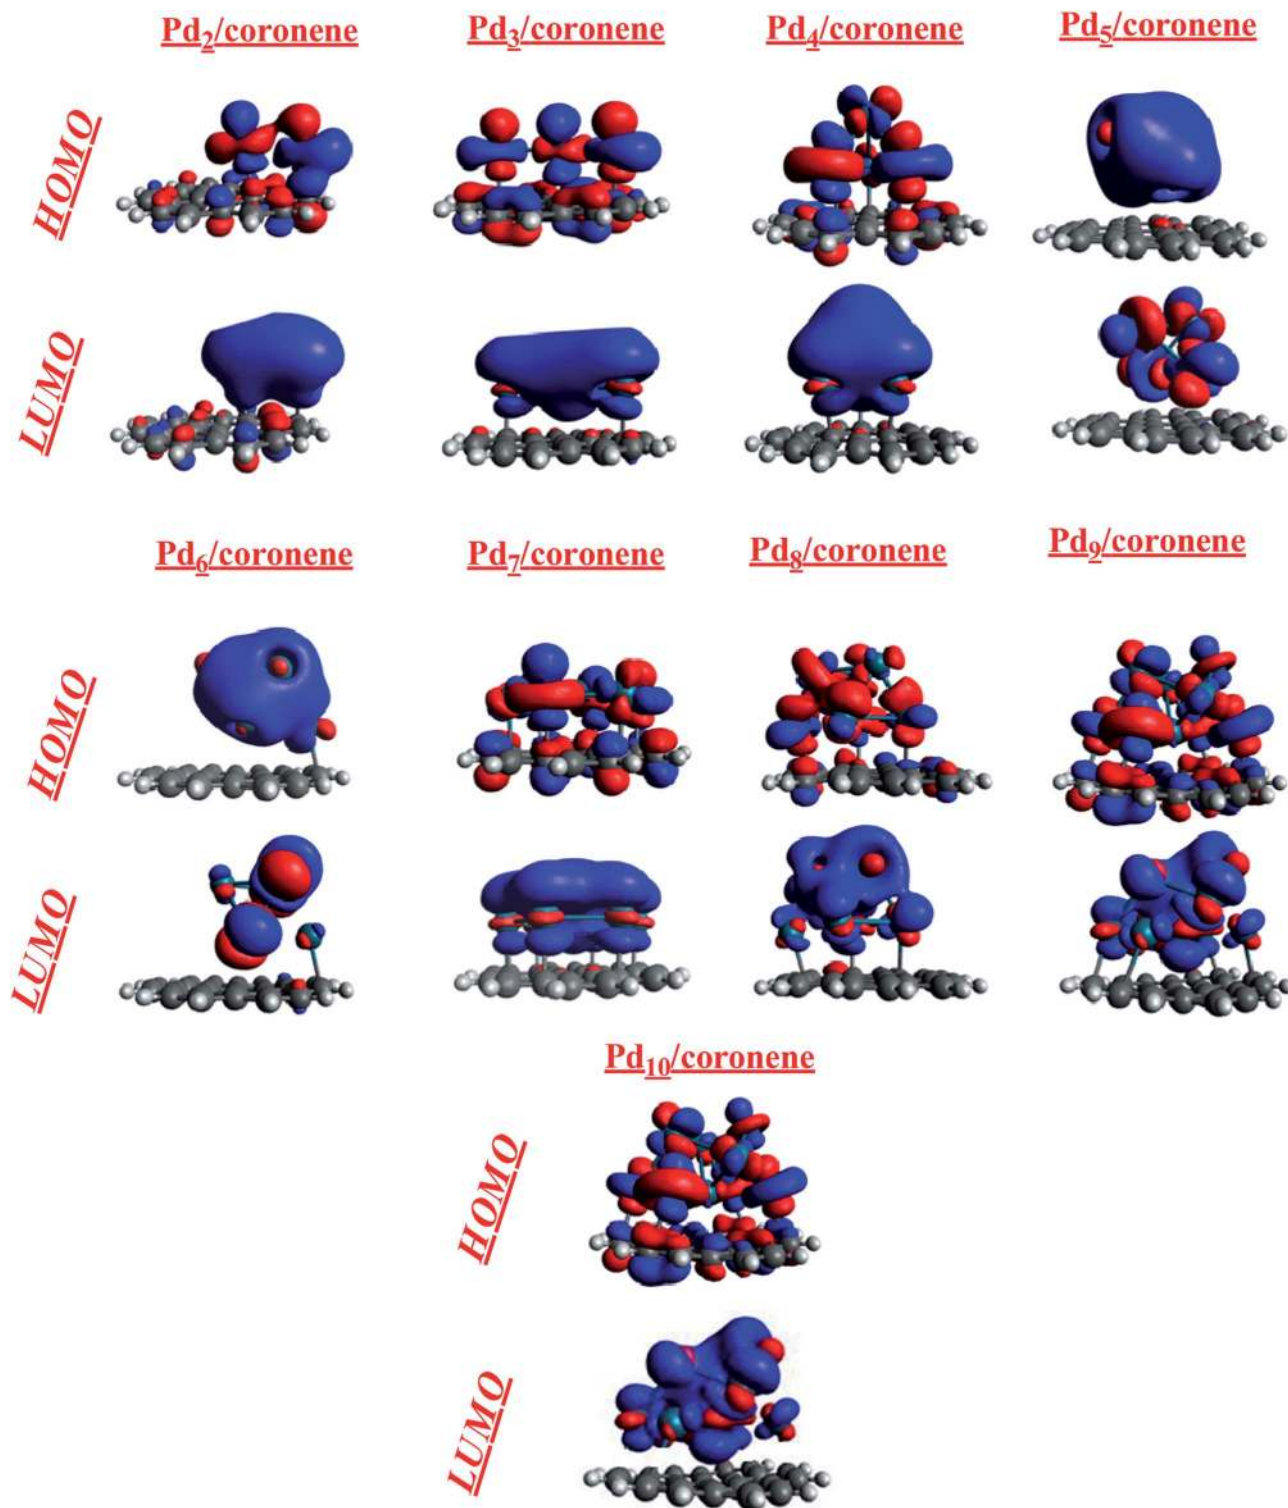 Pd2/coronene Pd3/coronene Pd4/coronene Pd5/coronene
HOMO
LUMO
Pd6/coronene Pd7/coronene Pd8/coronene Pd9/coronene
HOMO
LUMO
Pd10/coronene
HOMO
LUMO